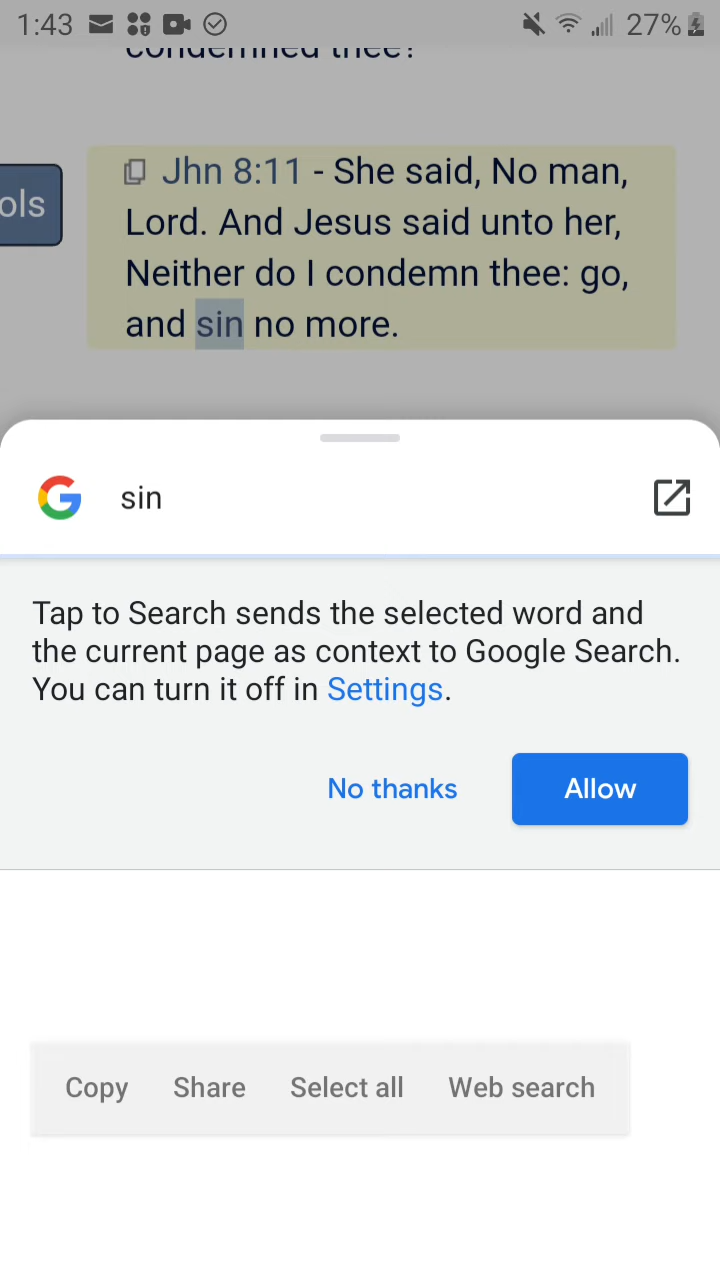 1:43
27%
condemned thee?
ols
Jhn 8:11 - She said, No man,
Lord. And Jesus said unto her,
Neither do I condemn thee: go,
and sin no more.
sin
Tap to Search sends the selected word and
the current page as context to Google Search.
You can turn it off in Settings.
No thanks Allow
Copy Share Select all Web search